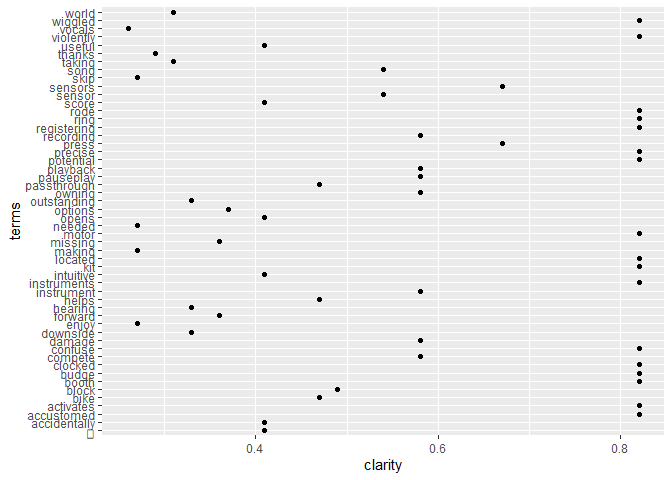 world
wiggled
vocals
violently
useful
thanks
taking
song
skip
sensors
sensor
score
rode
ring
registering
recording
press
precise
potential
playback
pauseplay
passthrough
owning
outstanding
options
opens
needed
motor
missing
making
located
kit
intuitive
instruments
instrument
helps
hearing
forward
enjoy
downside
damage
confuse
compete
clocked
budge
booth
block
bike
activates
accustomed
accidentally
terms
0.4 0.6 0.8
clarity